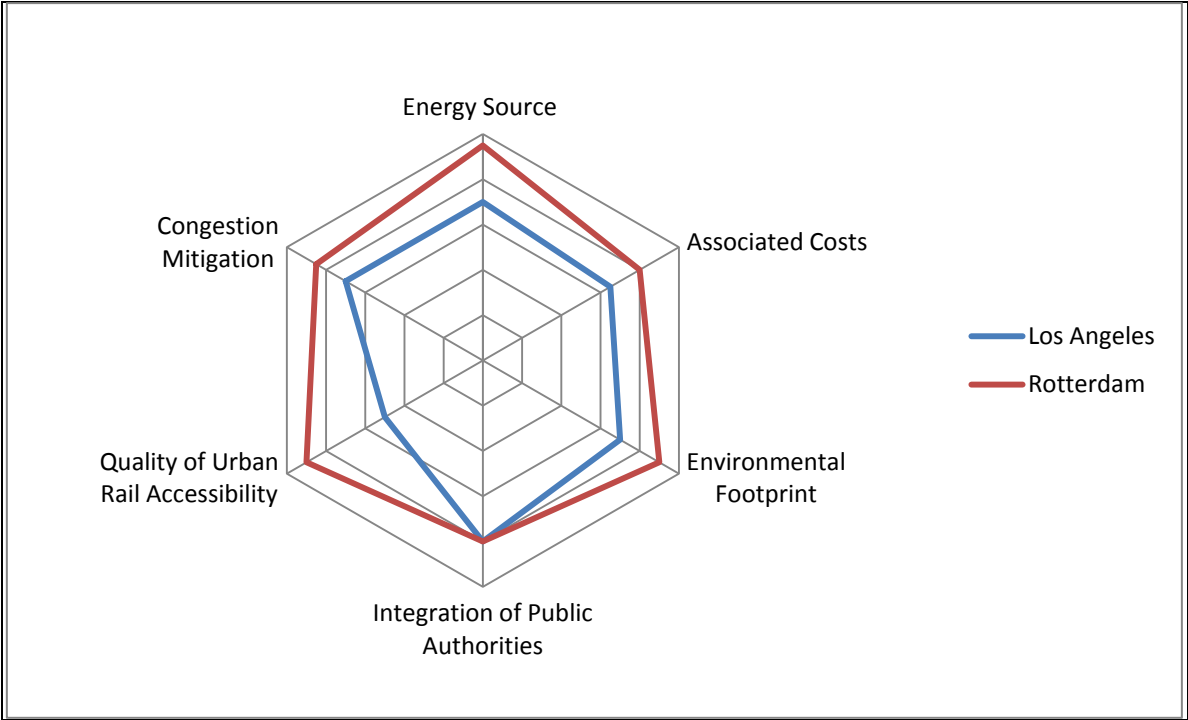 Energy Source
Congestion
Mitigation
Associated Costs
Los Angeles
Rotterdam
Quality of Urban
Rail Accessibility
Environmental
Footprint
Integration of Public
Authorities